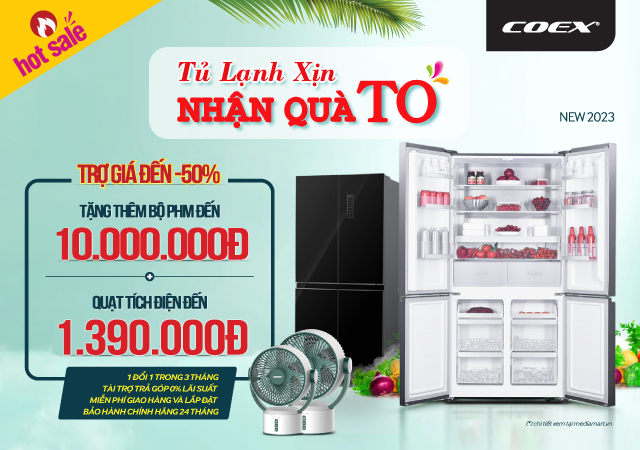 hot sale
COEX®
Tủ Lạnh Xịn
NHẬN QUÀ TO
NEW 2023
TRỢ GIÁ ĐẾN -50%
TẶNG THÊM BỘ PHIM ĐẾN
10.000.000Đ
+
QUẠT TÍCH ĐIỆN ĐẾN
1.390.000Đ
1 ĐỔI 1 TRONG 3 THÁNG
TÀI TRỢ TRẢ GÓP 0% LÃI SUẤT
MIỄN PHÍ GIAO HÀNG VÀ LẮP ĐẶT
BẢO HÀNH CHÍNH HÃNG 24 THÁNG
(*) chi tiết xem tại mediamart.vn